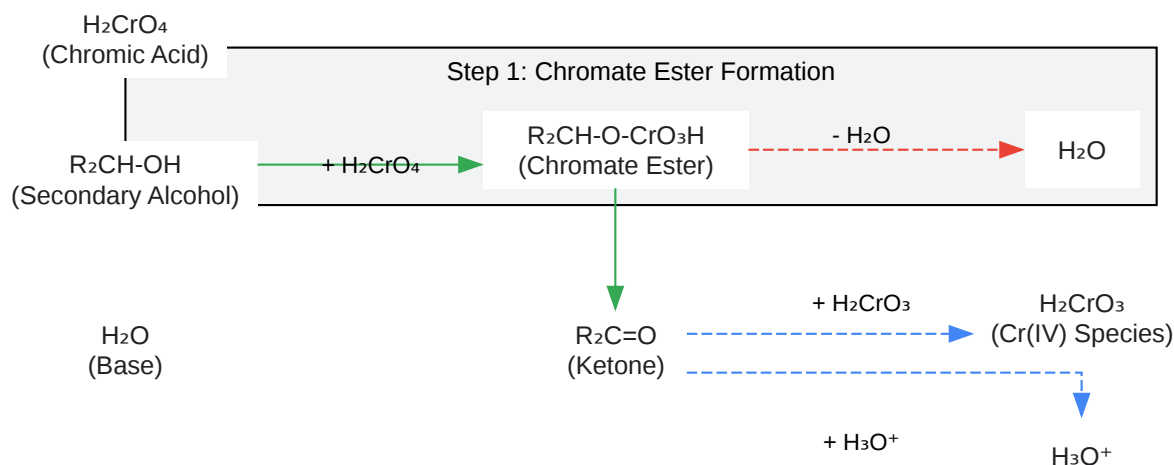 H₂CrO₄
(Chromic Acid)
Step 1: Chromate Ester Formation
R₂CH-OH
(Secondary Alcohol)
+ H₂CrO₄
R₂CH-O-CrO₃H
(Chromate Ester)
- H₂O
H₂O
H₂O
(Base)
R₂C=O
(Ketone)
+ H₂CrO₃
H₂CrO₃
(Cr(IV) Species)
+ H₃O⁺
H₃O⁺